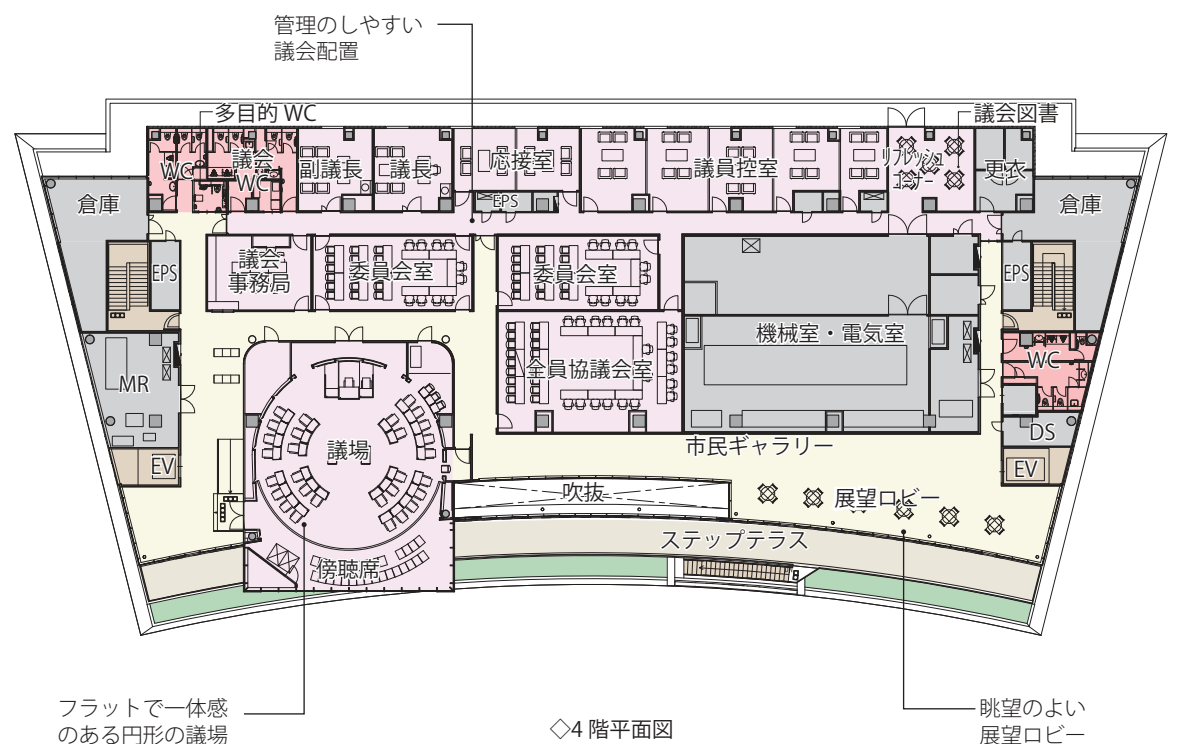 管理のしやすい
議会配置
多目的 WC
議会図書
WC
議会
WC
副議長
議長
応接室
議員控室
リフレッシュ
コーナー
更衣
倉庫
EPS
倉庫
EPS
議会
事務局
委員会室
委員会室
EPS
機械室・電気室
MR
全員協議会室
WC
議場
DS
市民ギャラリー
EV
EV
吹抜
展望ロビー
ステップテラス
傍聴席
フラットで一体感
のある円形の議場
◇4 階平面図
眺望のよい
展望ロビー